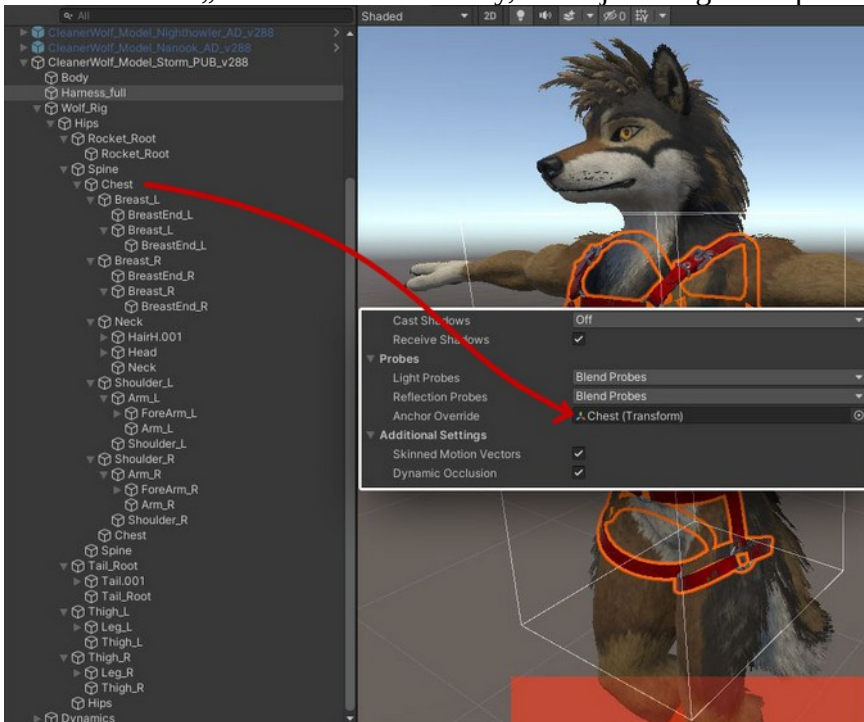 All
CleanerWolf_Model_Nighthowler_AD_v288
CleanerWolf_Model_Nanook_AD_v288
CleanerWolf_Model_Storm_PUB_v288
Body
Harness_full
Wolf_Rig
Hips
Rocket_Root
Rocket_Root
Spine
Chest
Breast_L
BreastEnd_L
Breast_L
BreastEnd_L
Breast_R
BreastEnd_R
Breast_R
BreastEnd_R
Neck
HairH.001
Head
Neck
Shoulder_L
Arm_L
ForeArm_L
Arm_L
Shoulder_L
Shoulder_R
Arm_R
ForeArm_R
Arm_R
Shoulder_R
Chest
Spine
Tail_Root
Tail.001
Tail_Root
Thigh_L
Leg_L
Thigh_L
Thigh_R
Leg_R
Thigh_R
Hips
Dynamics
Shaded 2D 0
Cast Shadows Off
Receive Shadows
Probes
Light Probes Blend Probes
Reflection Probes Blend Probes
Anchor Override Chest (Transform)
Additional Settings
Skinned Motion Vectors
Dynamic Occlusion